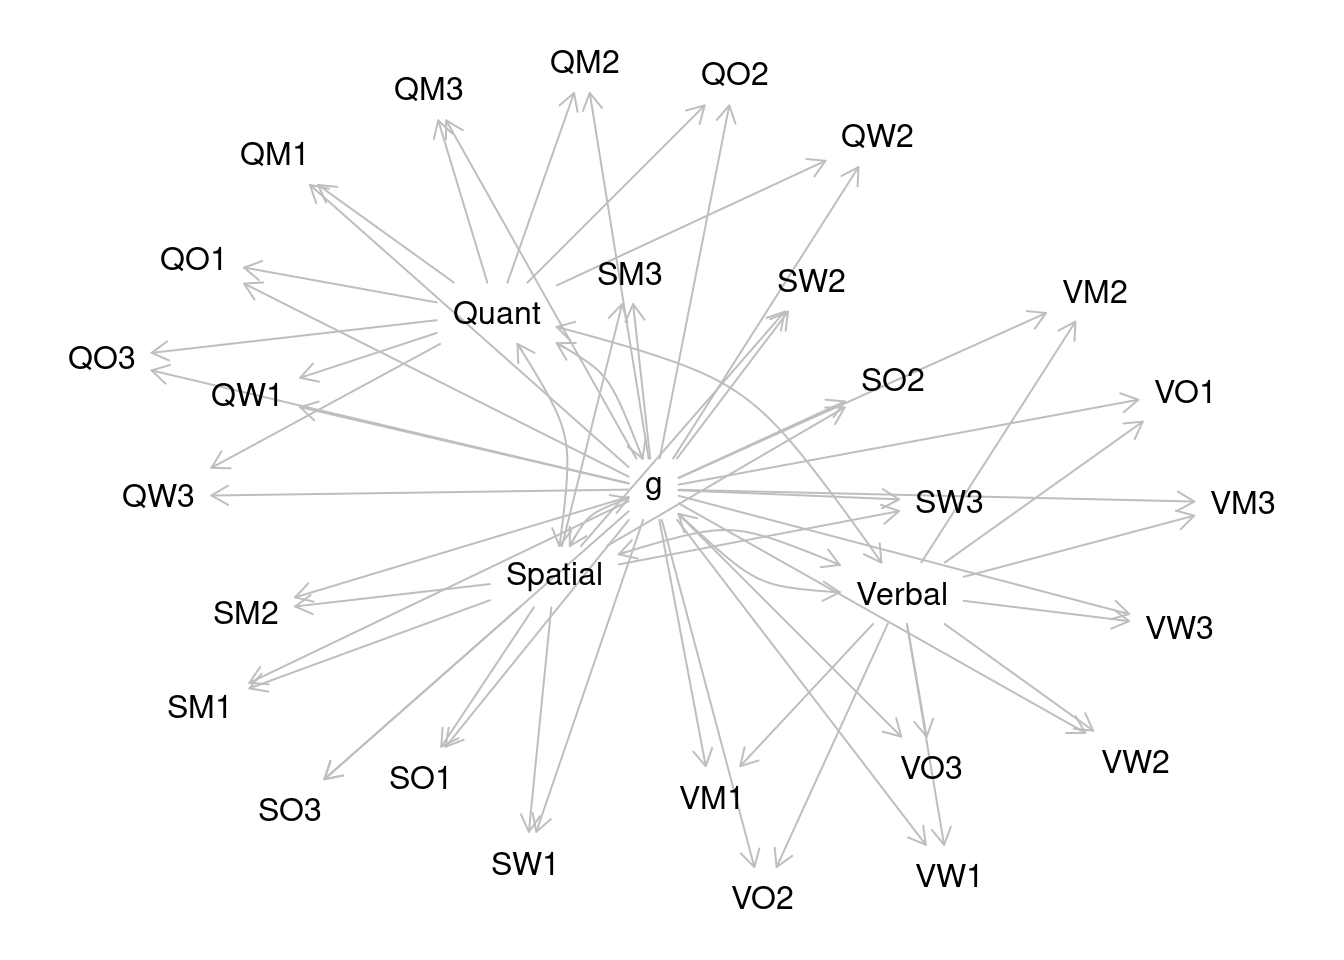 QM2
QO2
QM3
QW2
QM1
QO1
SM3
SW2
VM2
Quant
QO3
SO2
VO1
QW1
g
QW3
SW3
VM3
Spatial
Verbal
SM2
VW3
SM1
VO3
VW2
SO1
VM1
SO3
SW1
VW1
VO2